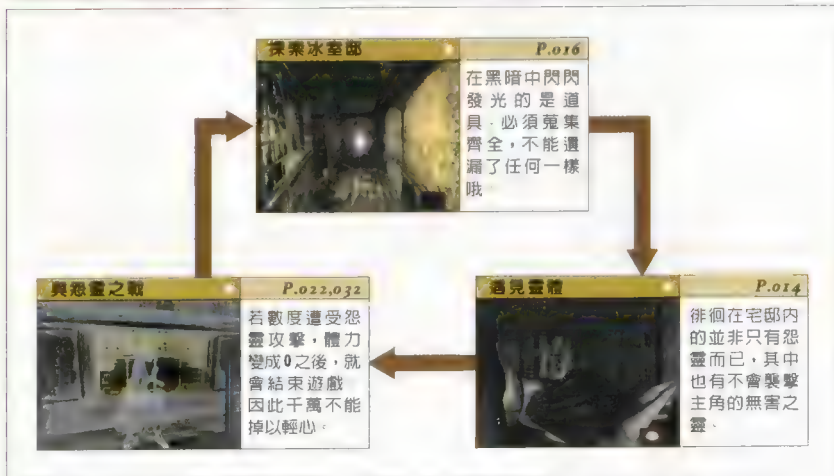 探索冰室邸
P.016
在黑暗中閃閃
發光的是道
具．必須蒐集
齊全，不能遺
漏了任何一樣
哦
與怨靈之戰
P.022,032
若數度遭受怨
靈攻擊，體力
變成0之後，就
會結束遊戲
因此千萬不能
掉以輕心．
遇見靈體
P.014
徘徊在宅邸內
的並非只有怨
靈而已，其中
也有不會襲擊
主角的無害之
靈．